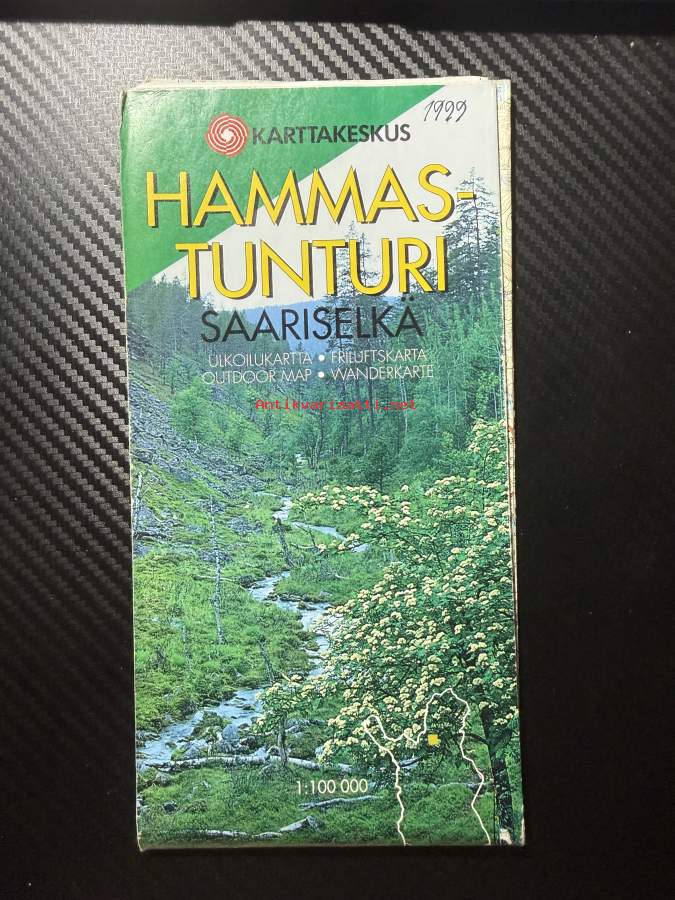 1999
KARTTAKESKUS
HAMMAS-
TUNTURI
SAARISELKÄ
ULKOILUKARTTA • FRILUFTSKARTA
OUTDOOR MAP • WANDERKARTE
Antikvariaatti.net
1:100 000